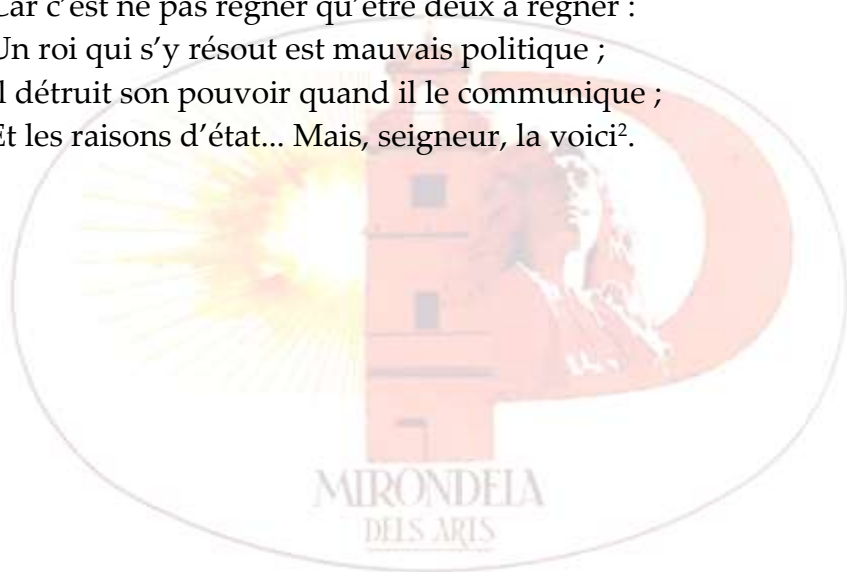 Car c’est ne pas régner qu’être deux à régner :
Un roi qui s’y résout est mauvais politique ;
Il détruit son pouvoir quand il le communique ;
Et les raisons d’état... Mais, seigneur, la voici².
MIRONDELA
DELS ARTS